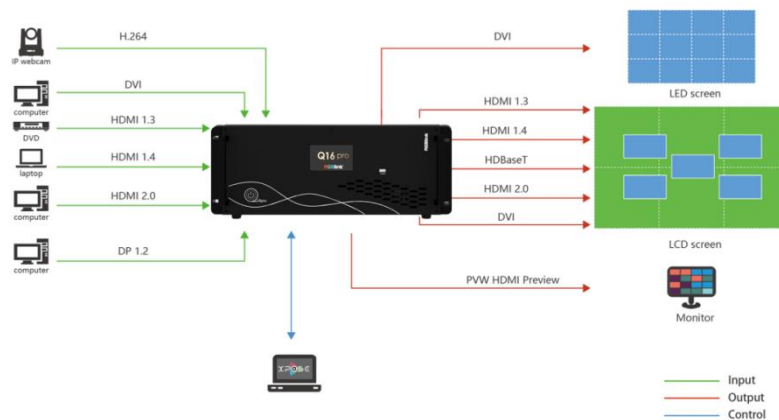 H.264
IP webcam
DVI
computer
HDMI 1.3
DVD
HDMI 1.4
laptop
HDMI 2.0
computer
DP 1.2
computer
Q16 pro
RGBlink
XPOSE
DVI
LED screen
HDMI 1.3
HDMI 1.4
HDBaseT
HDMI 2.0
DVI
LCD screen
PVW HDMI Preview
Monitor
Input
Output
Control